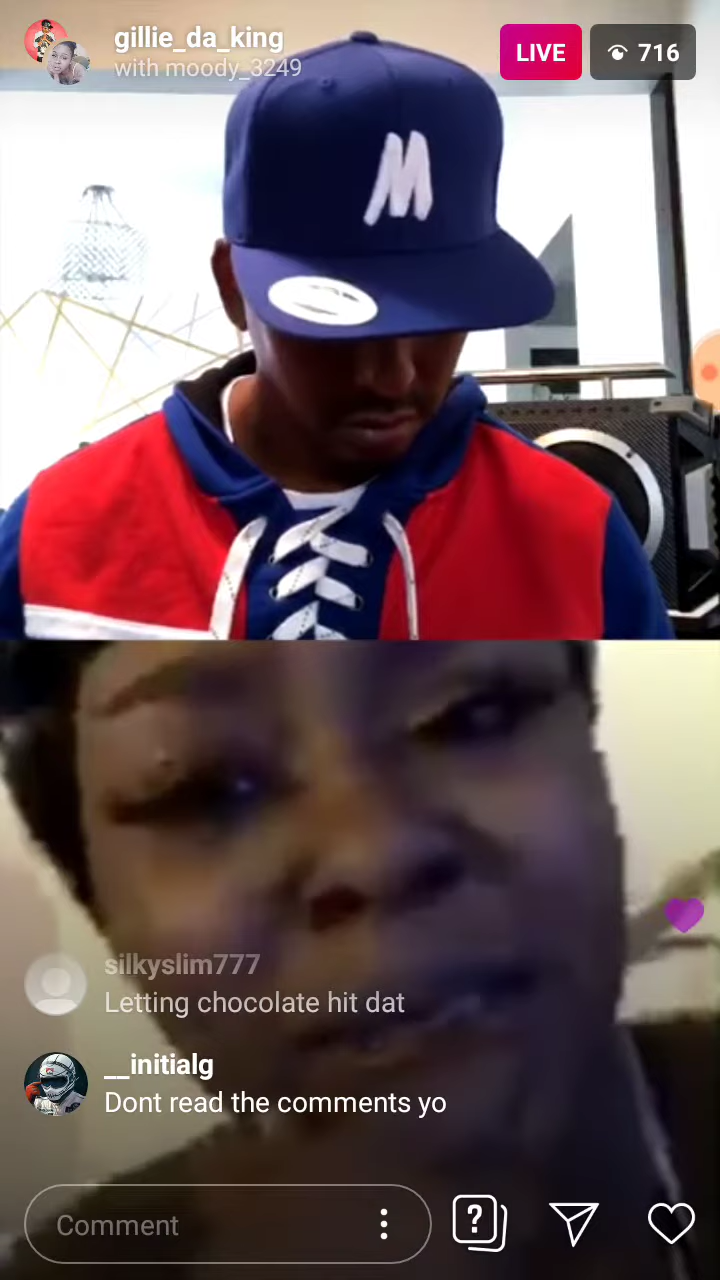 gillie_da_king
with moody_3249
LIVE
716
M
silkyslim777
Letting chocolate hit dat
__initialg
Dont read the comments yo
Comment
?